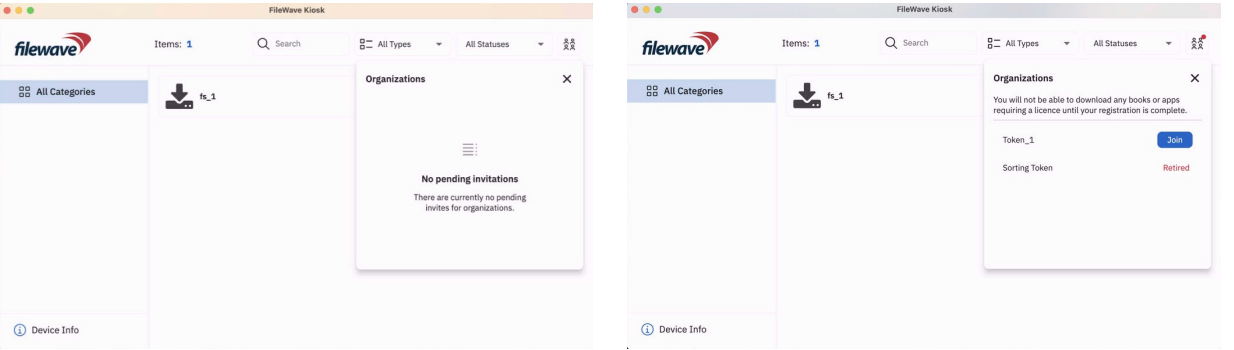 FileWave Kiosk
filewave
Items: 1
Search
All Types
All Statuses
All Categories
fs_1
Organizations
No pending invitations
There are currently no pending
invites for organizations.
Device Info
FileWave Kiosk
filewave
Items: 1
Search
All Types
All Statuses
All Categories
fs_1
Organizations
You will not be able to download any books or apps
requiring a licence until your registration is complete.
Token_1 Join
Sorting Token Retired
Device Info